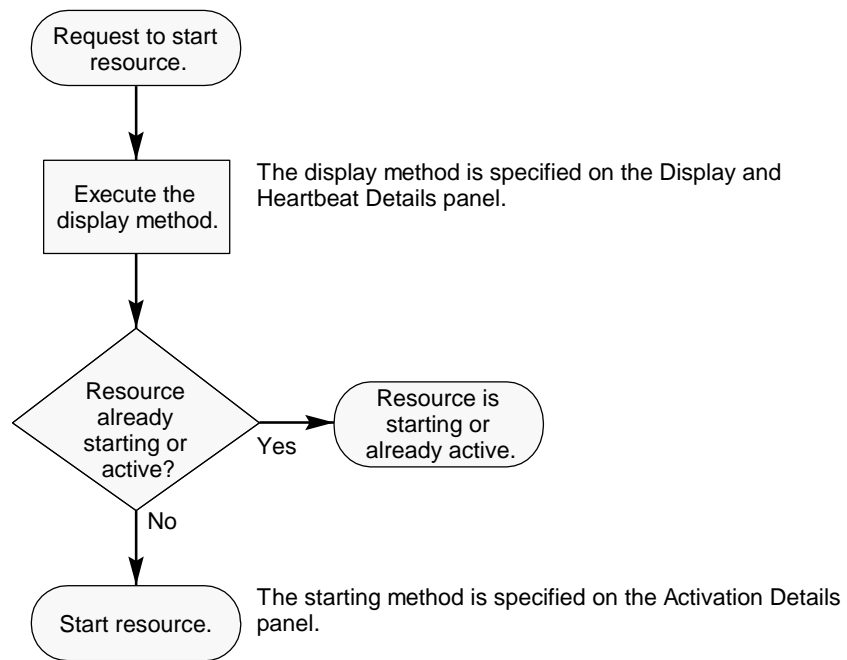 Request to start
resource.
Execute the
display method.
The display method is specified on the Display and
Heartbeat Details panel.
Resource
already
starting or
active?
Yes
Resource is
starting or
already active.
No
Start resource.
The starting method is specified on the Activation Details
panel.